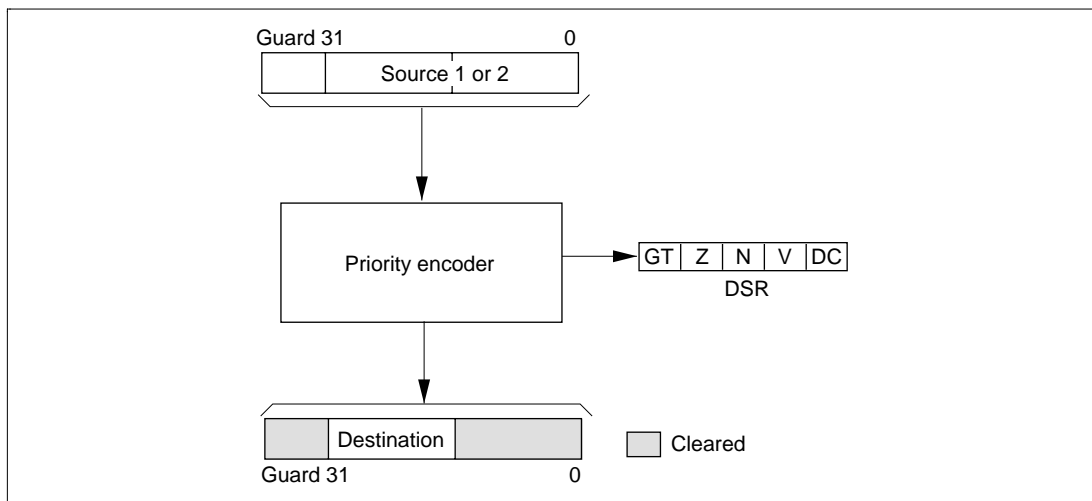 Guard 31 0
Source 1 or 2
Priority encoder
GT Z N V DC
DSR
Destination
Cleared
Guard 31 0